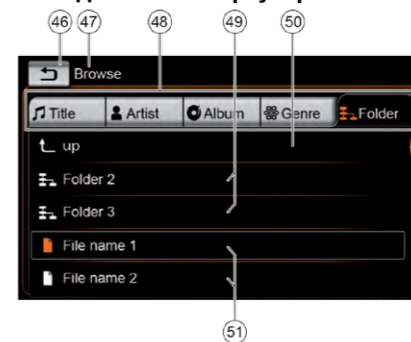 46 47 48 49 50
Browse
Title Artist Album Genre Folder
up
Folder 2
Folder 3
File name 1
File name 2
51